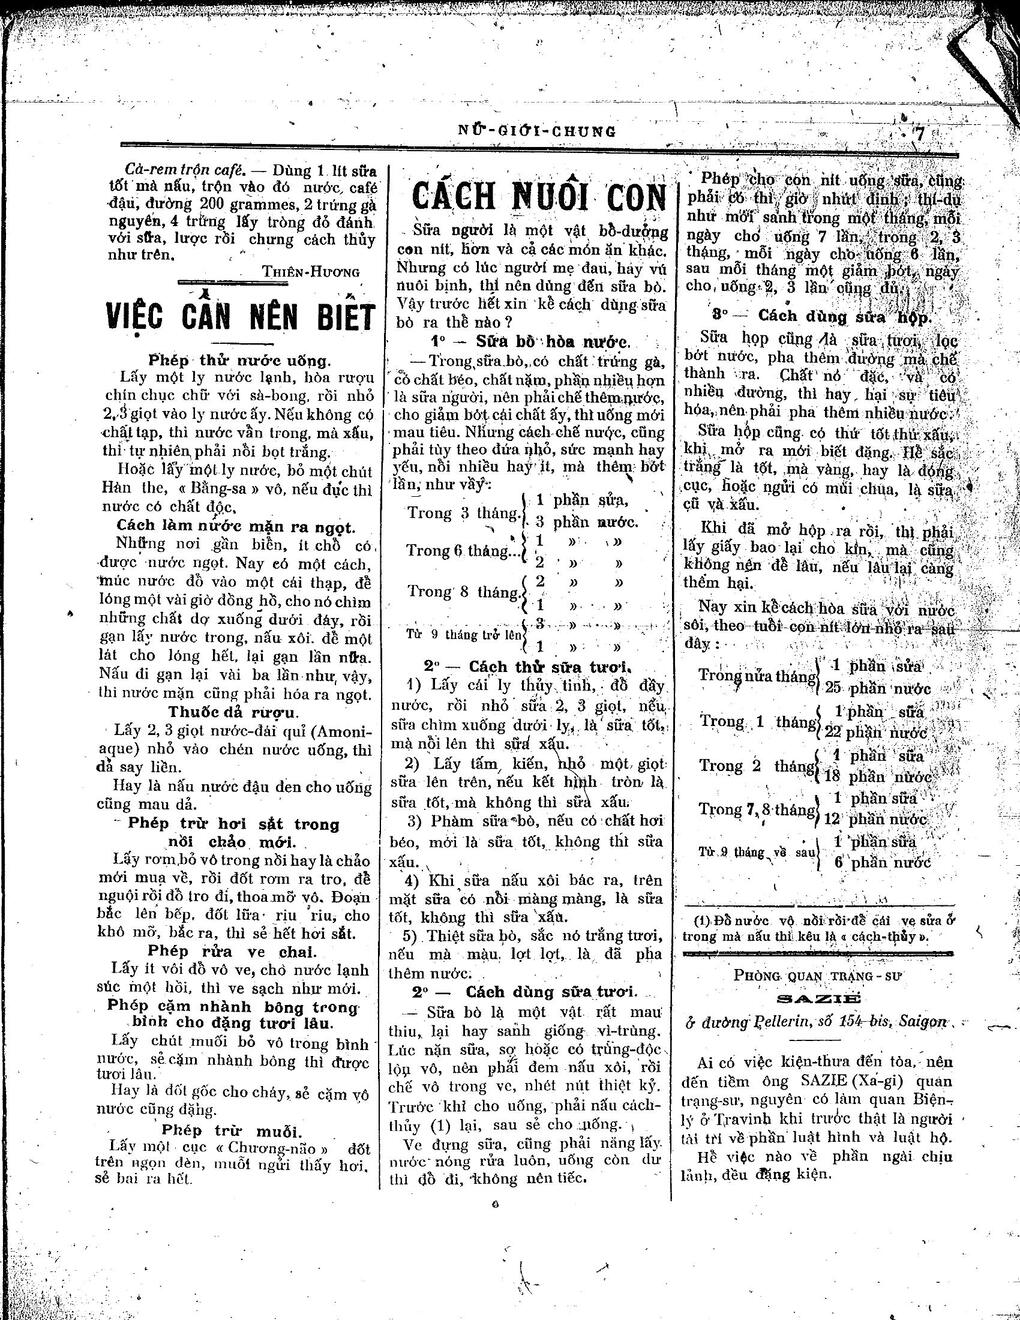 NỮ-GIỚI-CHUNG
7
Cà-rem trộn café. — Dùng 1 lít sữa
tốt mà nấu, trộn vào đó nước café
đậu, đường 200 grammes, 2 trứng gà
nguyên, 4 trứng lấy tròng đỏ đánh
với sữa, lược rồi chưng cách thủy
như trên.
THIÊN-HƯƠNG
VIỆC CẦN NÊN BIẾT
Phép thử nước uống.
Lấy một ly nước lạnh, hòa rượu
chín chục chữ với sà-bong, rồi nhỏ
2, 3 giọt vào ly nước ấy. Nếu không có
chất tạp, thì nước vẫn trong, mà xấu,
thì tự nhiên phải nổi bọt trắng.
Hoặc lấy một ly nước, bỏ một chút
Hàn the, « Bằng-sa » vô, nếu đục thì
nước có chất độc.
Cách làm nước mặn ra ngọt.
Những nơi gần biển, ít chỗ có
được nước ngọt. Nay có một cách,
múc nước đổ vào một cái thạp, để
lóng một vài giờ đồng hồ, cho nó chìm
những chất dơ xuống dưới đáy, rồi
gạn lấy nước trong, nấu xôi. để một
lát cho lóng hết, lại gạn lần nữa.
Nấu đi gạn lại vài ba lần như vậy,
thì nước mặn cũng phải hóa ra ngọt.
Thuốc dả rượu.
Lấy 2, 3 giọt nước-đái quỉ (Amoni-
aque) nhỏ vào chén nước uống, thì
dả say liền.
Hay là nấu nước đậu đen cho uống
cũng mau dả.
Phép trừ hơi sắt trong
nồi chảo mới.
Lấy rơm bỏ vô trong nồi hay là chảo
mới mua về, rồi đốt rơm ra tro, để
nguội rồi đổ tro đi, thoa mỡ vô. Đoạn
bắc lên bếp, đốt lửa riu riu, cho
khô mỡ, bắc ra, thì sẽ hết hơi sắt.
Phép rửa ve chai.
Lấy ít vôi đổ vô ve, chờ nước lạnh
súc một hồi, thì ve sạch như mới.
Phép cặm nhành bông trong
bình cho đặng tươi lâu.
Lấy chút muối bỏ vô trong bình
nước, sẽ cặm nhành bông thì được
tươi lâu.
Hay là đốt gốc cho cháy, sẽ cặm vô
nước cũng đặng.
Phép trừ muỗi.
Lấy một cục « Chương-não » đốt
trên ngọn đèn, muỗi ngửi thấy hơi,
sẽ bai ra hết.
CÁCH NUÔI CON
Sữa người là một vật bổ-dưỡng
con nít, hơn và cả các món ăn khác.
Nhưng có lúc người mẹ đau, hay vú
nuôi bịnh, thì nên dùng đến sữa bò.
Vậy trước hết xin kể cách dùng sữa
bò ra thể nào ?
1º — Sữa bò hòa nước.
— Trong sữa bò, có chất trứng gà,
có chất béo, chất nặm, phần nhiều hơn
là sữa người, nên phải chế thêm nước,
cho giảm bớt cái chất ấy, thì uống mới
mau tiêu. Nhưng cách chế nước, cũng
phải tùy theo đứa nhỏ, sức mạnh hay
yếu, nồi nhiều hay ít, mà thêm bớt
lần, như vầy :
Trong 3 tháng. { 1 phần sữa,
3 phần nước.
Trong 6 tháng... { 1 » »
2 » »
Trong 8 tháng. { 2 » »
1 » »
Từ 9 tháng trở lên { 3 » »
1 » »
2º — Cách thử sữa tươi.
1) Lấy cái ly thủy tinh, đổ đầy
nước, rồi nhỏ sữa 2, 3 giọt, nếu
sữa chìm xuống dưới ly, là sữa tốt,
mà nổi lên thì sữa xấu.
2) Lấy tấm kiến, nhỏ một giọt
sữa lên trên, nếu kết hình tròn là
sữa tốt, mà không thì sữa xấu.
3) Phàm sữa bò, nếu có chất hơi
béo, mới là sữa tốt, không thì sữa
xấu.
4) Khi sữa nấu xôi bác ra, trên
mặt sữa có nổi màng màng, là sữa
tốt, không thì sữa xấu.
5) Thiệt sữa bò, sắc nó trắng tươi,
nếu mà màu lợt lợt, là đã pha
thêm nước.
2º — Cách dùng sữa tươi.
— Sữa bò là một vật rất mau
thiu, lại hay sanh giống vi-trùng.
Lúc nặn sữa, sợ hoặc có trùng-độc
lộn vô, nên phải đem nấu xôi, rồi
chế vô trong ve, nhét nút thiệt kỷ.
Trước khi cho uống, phải nấu cách-
thủy (1) lại, sau sẽ cho uống.
Ve đựng sữa, cũng phải năng lấy
nước nóng rửa luôn, uống còn dư
thì đổ đi, không nên tiếc.
Phép cho con nít uống sữa, cũng
phải có thì giờ nhứt định : thí-dụ
như mới sanh trong một tháng, mỗi
ngày cho uống 7 lần, trong 2, 3
tháng, mỗi ngày cho uống 6 lần,
sau mỗi tháng một giảm bớt, ngày
cho uống 2, 3 lần cũng đủ.
3º — Cách dùng sữa hộp.
Sữa họp cũng là sữa tươi, lọc
bớt nước, pha thêm đường mà chế
thành ra. Chất nó đặc, và có
nhiều đường, thì hay hại sự tiêu
hóa, nên phải pha thêm nhiều nước.
Sữa hộp cũng có thứ tốt thứ xấu,
khi mở ra mới biết đặng. Hễ sắc
trắng là tốt, mà vàng, hay là đóng
cục, hoặc ngửi có mùi chua, là sữa
cũ và xấu.
Khi đã mở hộp ra rồi, thì phải
lấy giấy bao lại cho kín, mà cũng
không nên để lâu, nếu lâu lại càng
thêm hại.
Nay xin kể cách hòa sữa với nước
sôi, theo tuổi con nít lớn nhỏ ra sau
đây :
Trong nửa tháng { 1 phần sữa
25 phần nước
Trong 1 tháng { 1 phần sữa
22 phần nước
Trong 2 tháng { 1 phần sữa
18 phần nước
Trong 7, 8 tháng { 1 phần sữa
12 phần nước
Từ 9 tháng về sau { 1 phần sữa
6 phần nước
(1) Đổ nước vô nồi rồi để cái ve sữa ở
trong mà nấu thì kêu là « cách-thủy ».
PHÒNG QUAN TRẠNG-SƯ
SAZIE
ở đường Pellerin, số 154 bis, Saigon.
Ai có việc kiện-thưa đến tòa, nên
đến tiềm ông SAZIE (Xa-gi) quan
trạng-sư, nguyên có làm quan Biện-
lý ở Travinh khi trước thật là người
tài trí về phần luật hình và luật hộ.
Hễ việc nào về phần ngài chịu
lảnh, đều đặng kiện.
6